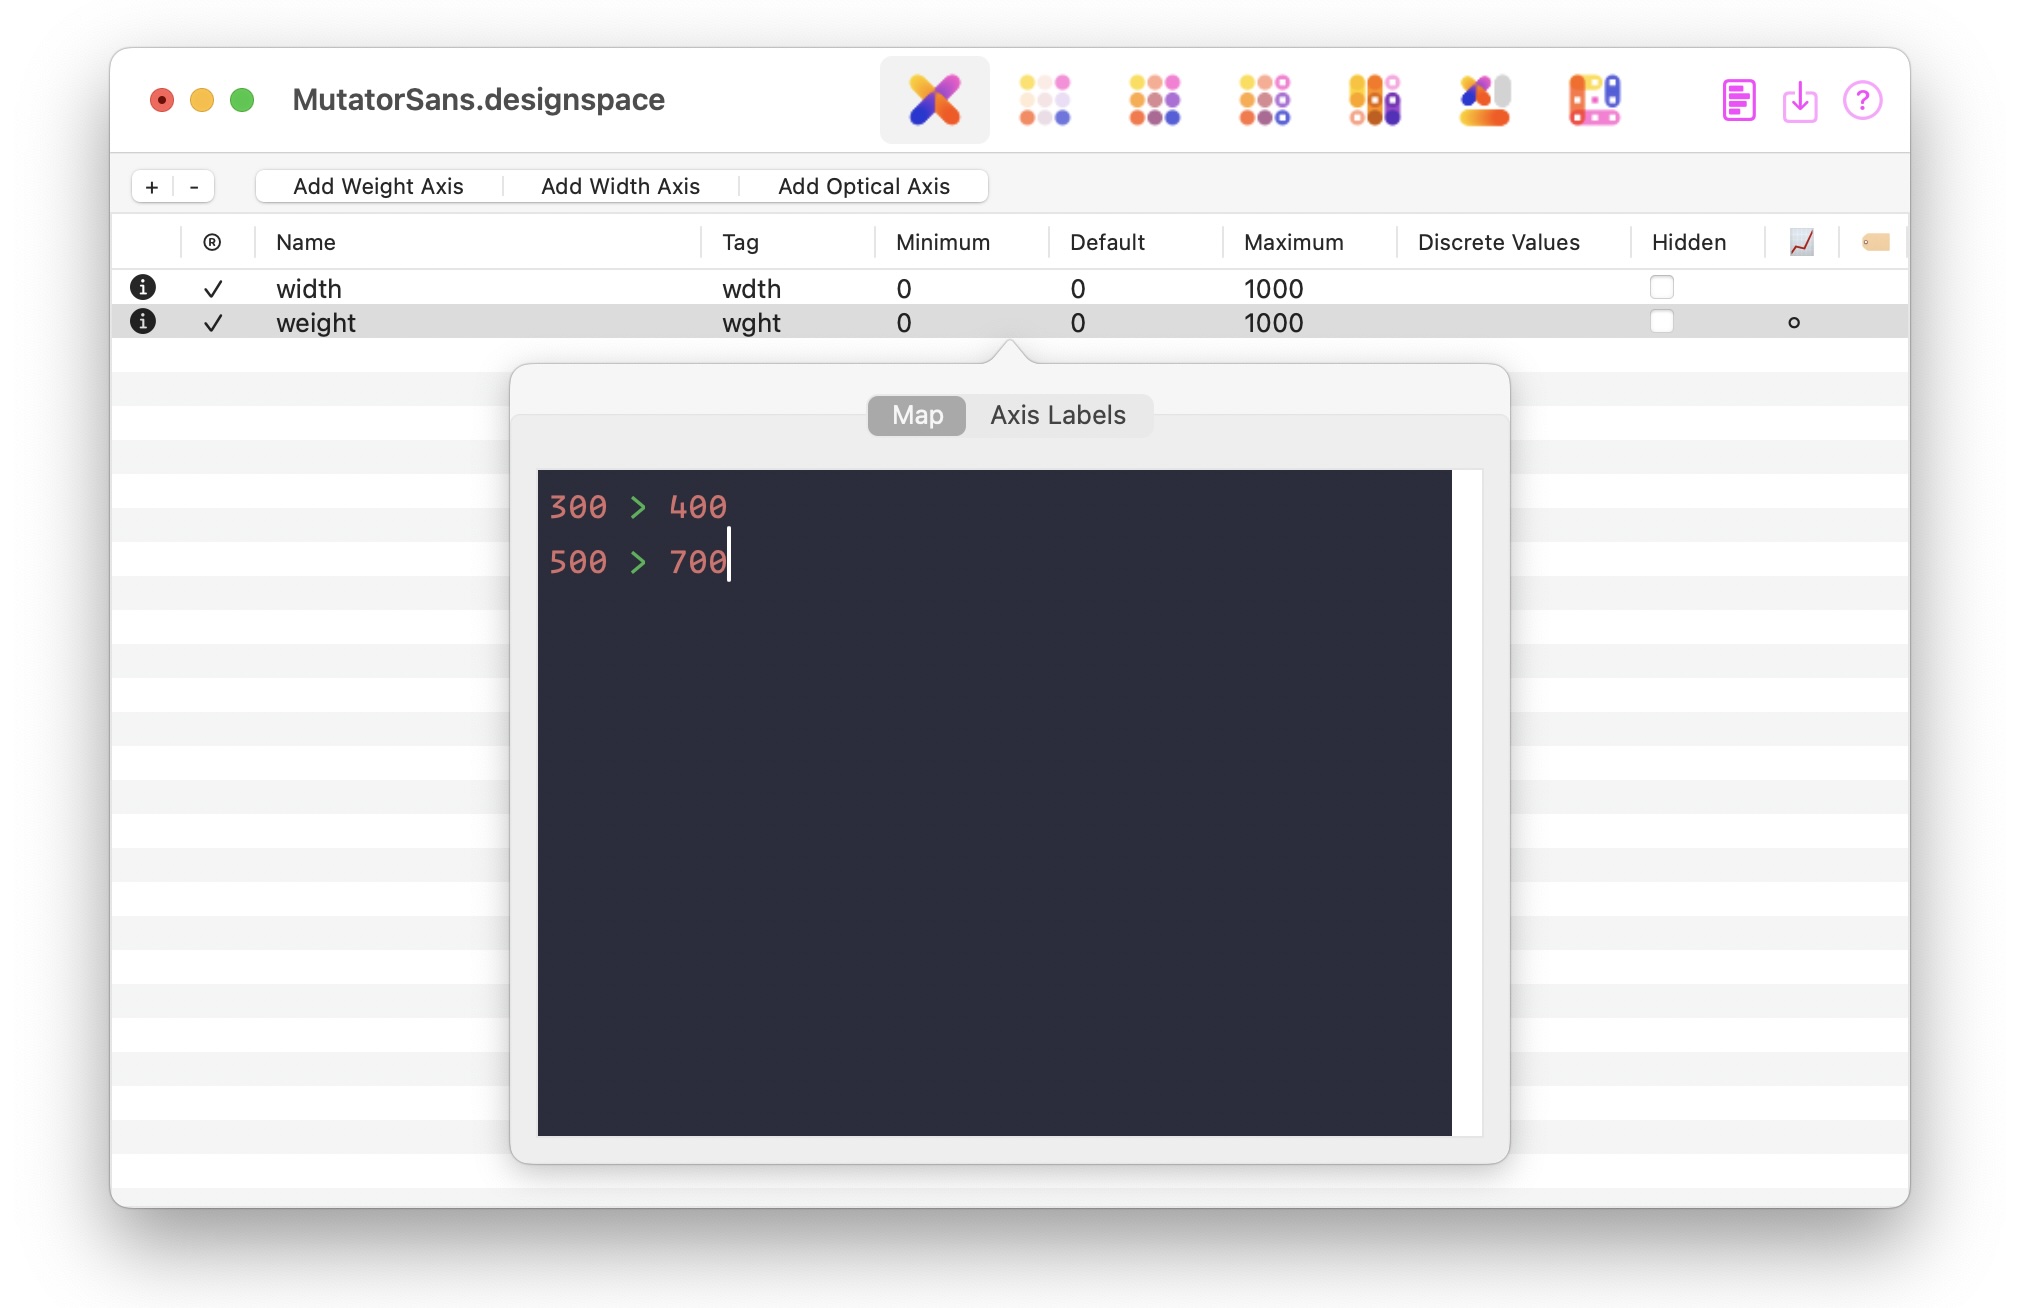 MutatorSans.designspace
?
+ - Add Weight Axis Add Width Axis Add Optical Axis
® Name Tag Minimum Default Maximum Discrete Values Hidden
i ✓ width wdth 0 0 1000
i ✓ weight wght 0 0 1000
Map Axis Labels
300 > 400
500 > 700